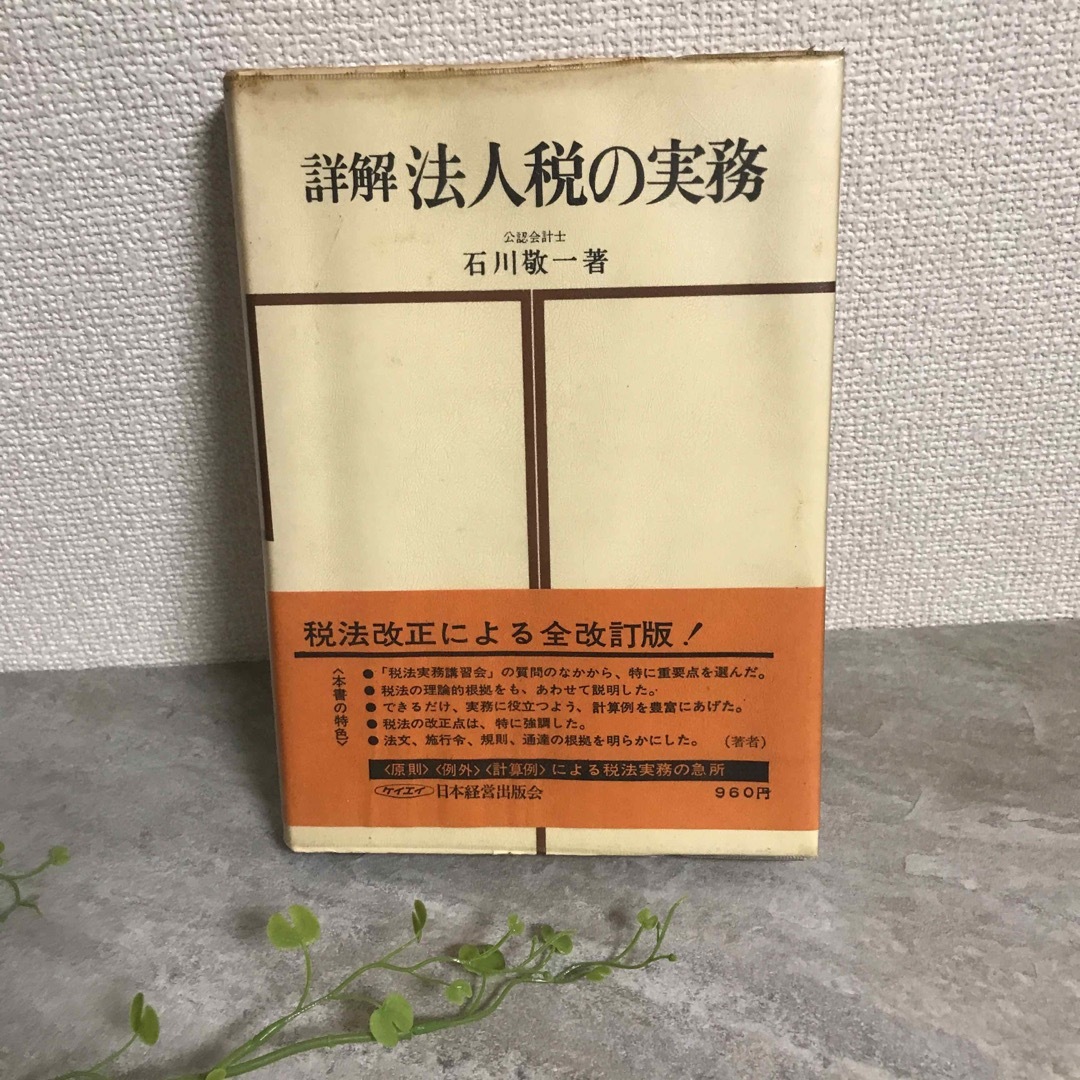 詳解 法人税の実務
公認会計士
石川敬一著
税法改正による全改訂版!
〈本書の特色〉
●「税法実務講習会」の質問のなかから、特に重要点を選んだ。
●税法の理論的根拠をも、あわせて説明した。
●できるだけ、実務に役立つよう、計算例を豊富にあげた。
●税法の改正点は、特に強調した。
●法文、施行令、規則、通達の根拠を明らかにした。 (著者)
〈原則〉〈例外〉〈計算例〉による税法実務の急所
ケイエイ 日本経営出版会 960円